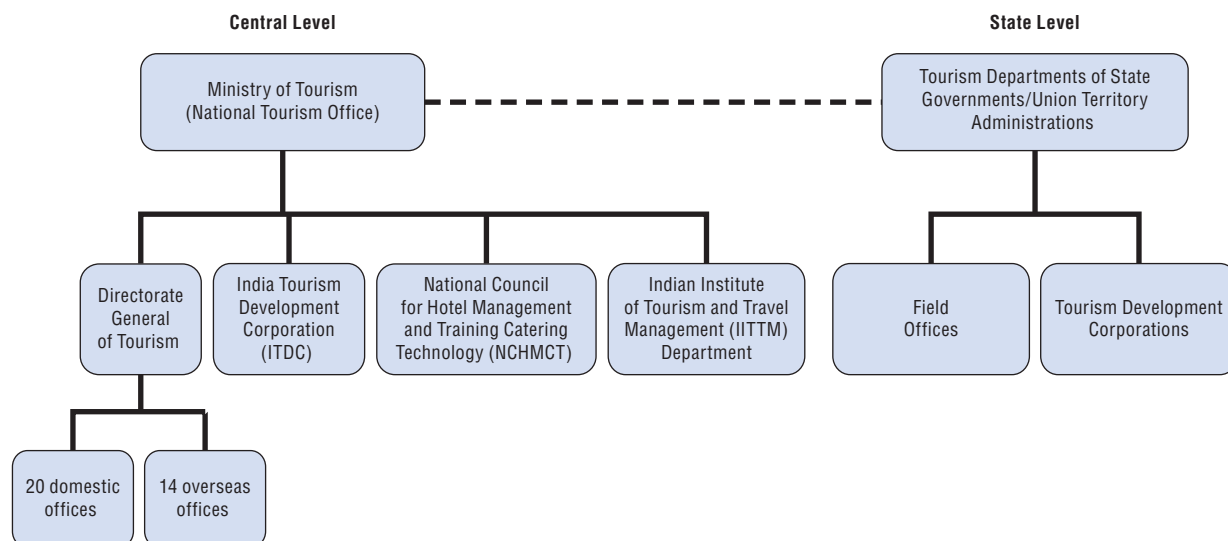 Central Level
State Level
Ministry of Tourism
(National Tourism Office)
Tourism Departments of State
Governments/Union Territory
Administrations
Directorate
General
of Tourism
India Tourism
Development
Corporation
(ITDC)
National Council
for Hotel Management
and Training Catering
Technology (NCHMCT)
Indian Institute
of Tourism and Travel
Management (IITTM)
Department
Field
Offices
Tourism Development
Corporations
20 domestic
offices
14 overseas
offices